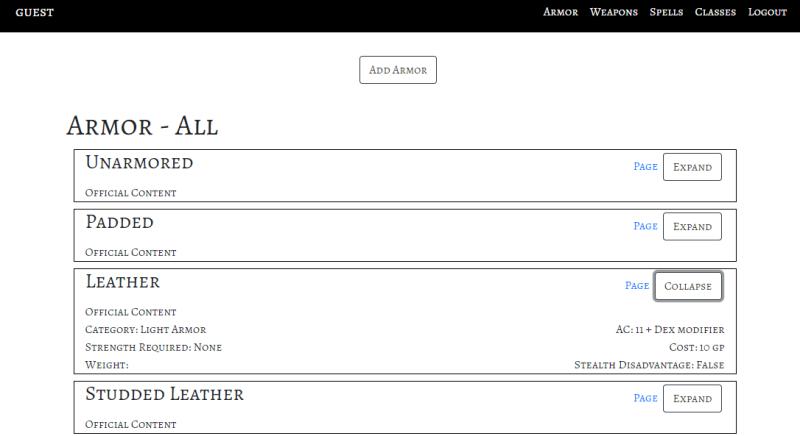 GUEST
Armor Weapons Spells Classes Logout
Add Armor
Armor - All
Unarmored
Page Expand
Official Content
Padded
Page Expand
Official Content
Leather
Page Collapse
Official Content
Category: Light Armor AC: 11 + Dex modifier
Strength Required: None Cost: 10 gp
Weight: Stealth Disadvantage: False
Studded Leather
Page Expand
Official Content